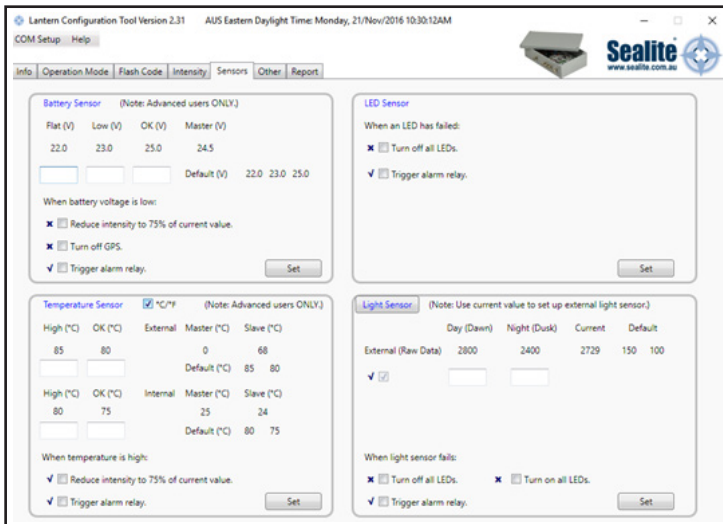 Lantern Configuration Tool Version 2.31 AUS Eastern Daylight Time: Monday, 21/Nov/2016 10:30:12AM
COM Setup Help
Sealite
www.sealite.com.au
Info Operation Mode Flash Code Intensity Sensors Other Report
Battery Sensor (Note: Advanced users ONLY.)
Flat (V) Low (V) OK (V) Master (V)
22.0 23.0 25.0 24.5
Default (V) 22.0 23.0 25.0
When battery voltage is low:
Reduce intensity to 75% of current value.
Turn off GPS.
Trigger alarm relay.
Set
LED Sensor
When an LED has failed:
Turn off all LEDs.
Trigger alarm relay.
Set
Temperature Sensor °C/°F (Note: Advanced users ONLY.)
High (°C) OK (°C) External Master (°C) Slave (°C)
85 80 0 68
Default (°C) 85 80
High (°C) OK (°C) Internal Master (°C) Slave (°C)
80 75 25 24
Default (°C) 80 75
When temperature is high:
Reduce intensity to 75% of current value.
Trigger alarm relay.
Set
Light Sensor (Note: Use current value to set up external light sensor.)
Day (Dawn) Night (Dusk) Current Default
External (Raw Data) 2800 2400 2729 150 100
When light sensor fails:
Turn off all LEDs. Turn on all LEDs.
Trigger alarm relay.
Set